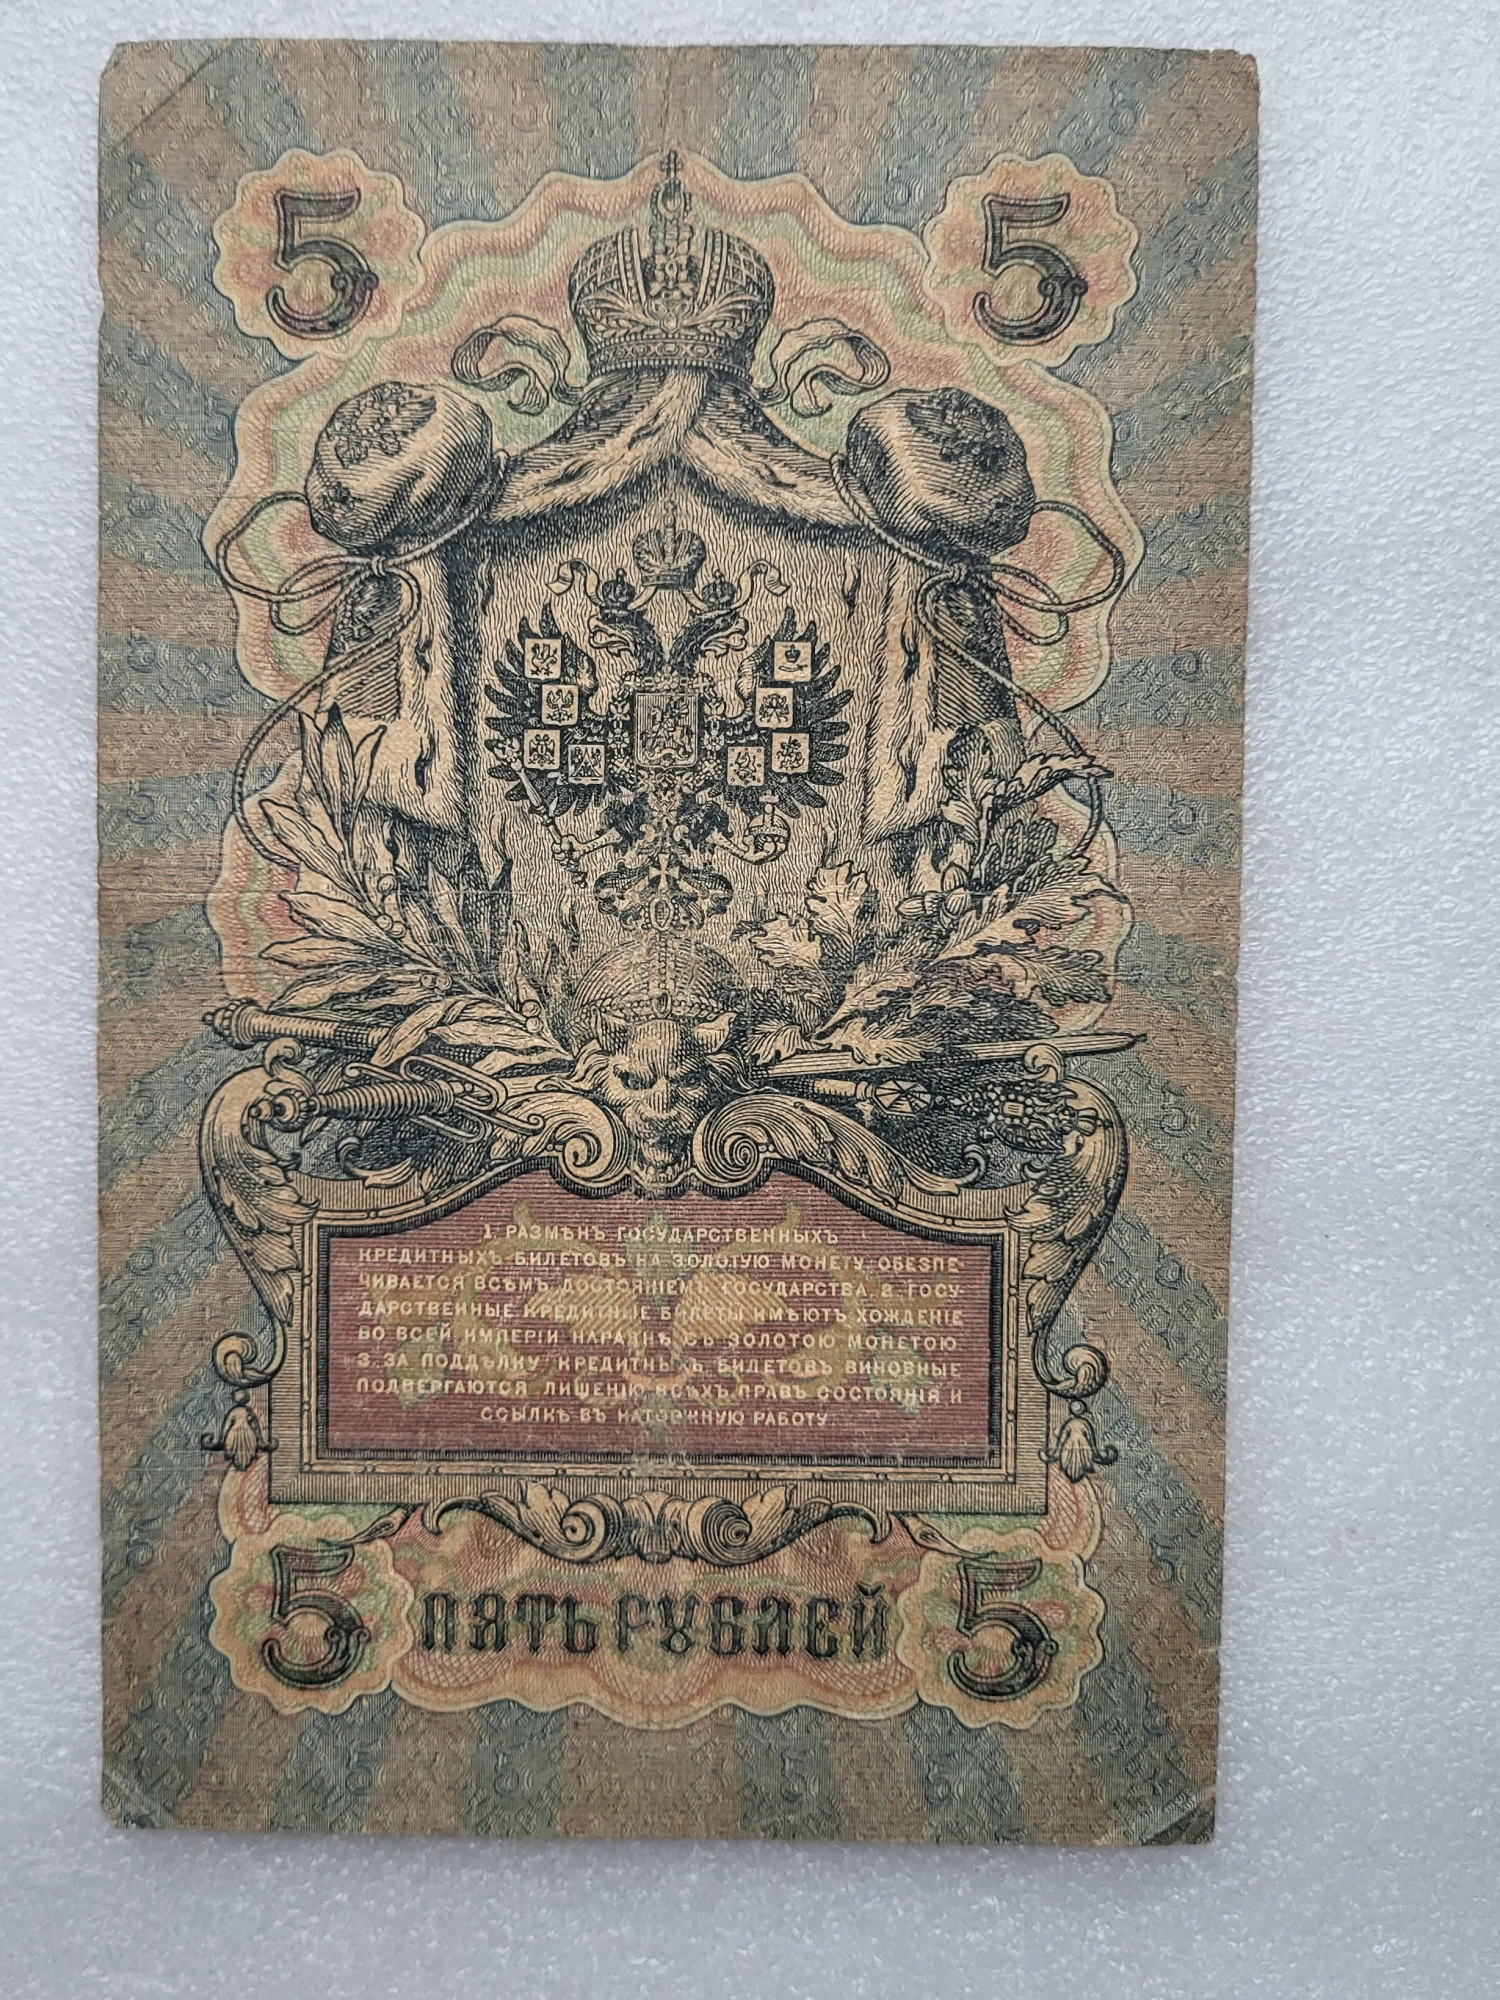 5 5
1. РАЗМѢНЪ ГОСУДАРСТВЕННЫХЪ
КРЕДИТНЫХЪ БИЛЕТОВЪ НА ЗОЛОТУЮ МОНЕТУ ОБЕЗПЕ-
ЧИВАЕТСЯ ВСѢМЪ ДОСТОЯНІЕМЪ ГОСУДАРСТВА, 2. ГОСУ-
ДАРСТВЕННЫЕ КРЕДИТНЫЕ БИЛЕТЫ ИМѢЮТЪ ХОЖДЕНІЕ
ВО ВСЕЙ ИМПЕРІИ НАРАВНѢ СЪ ЗОЛОТОЮ МОНЕТОЮ
3. ЗА ПОДДѢЛКУ КРЕДИТНЫХЪ БИЛЕТОВЪ ВИНОВНЫЕ
ПОДВЕРГАЮТСЯ ЛИШЕНІЮ ВСѢХЪ ПРАВЪ СОСТОЯНІЯ И
ССЫЛКѢ ВЪ КАТОРЖНУЮ РАБОТУ.
5 ПЯТЬ РУБЛЕЙ 5